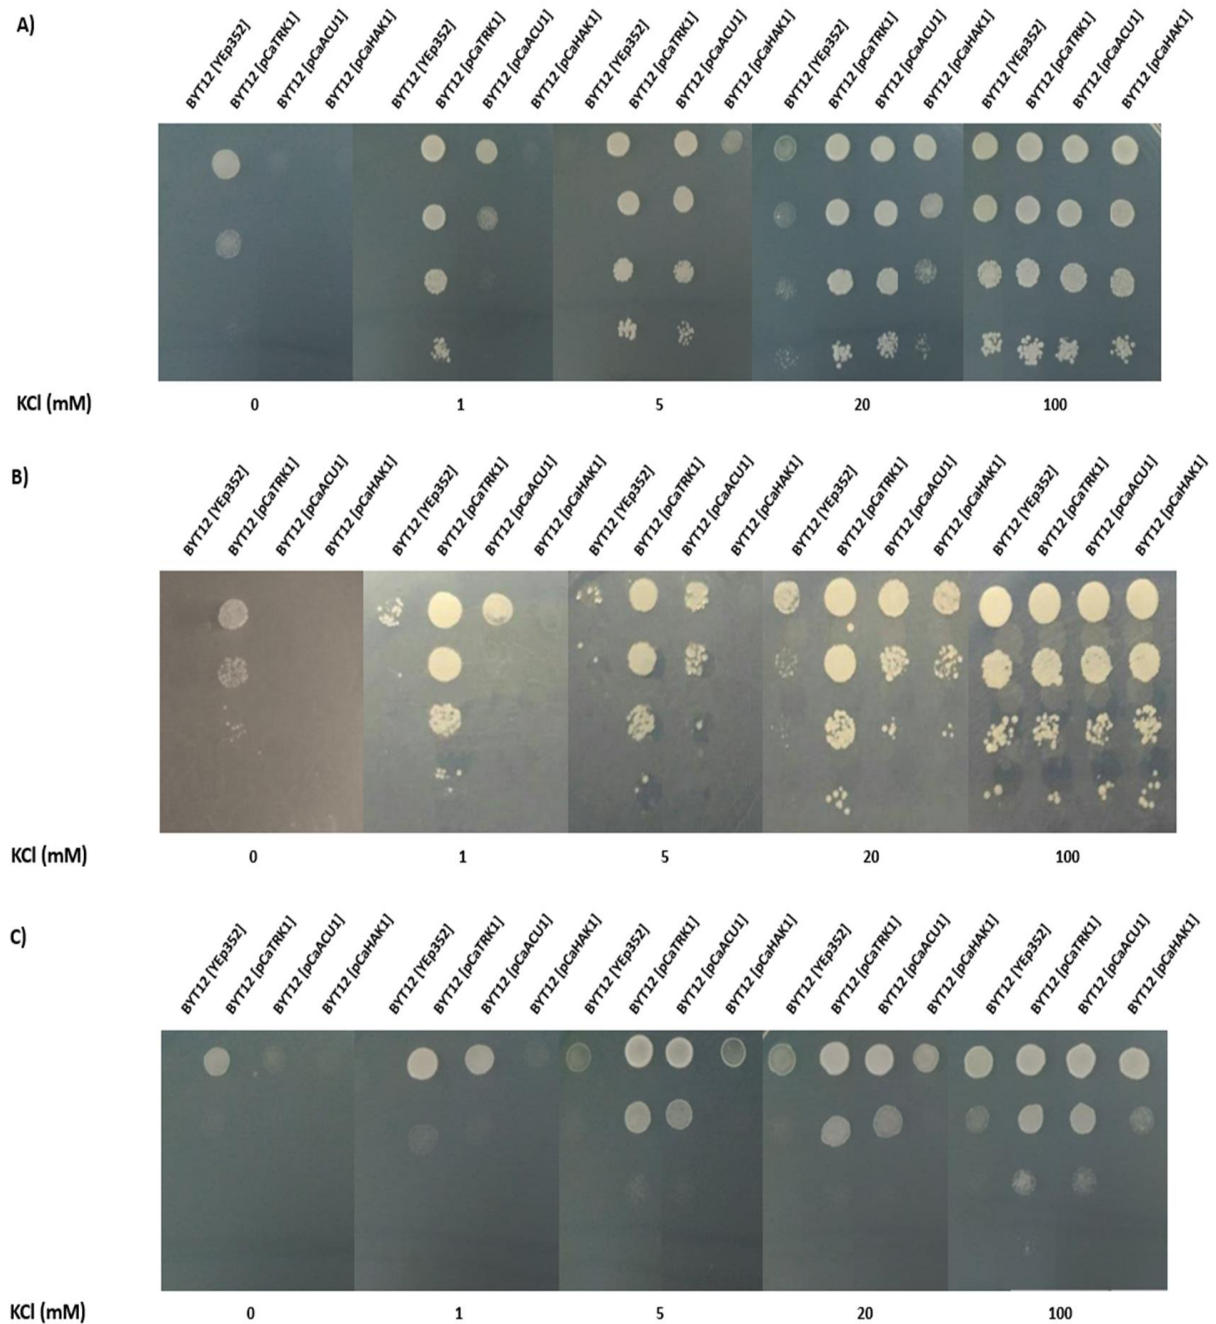 A)
BYT12 [YEp352] BYT12 [pCaTRK1] BYT12 [pCaACU1] BYT12 [pCaHAK1] BYT12 [YEp352] BYT12 [pCaTRK1] BYT12 [pCaACU1] BYT12 [pCaHAK1] BYT12 [YEp352] BYT12 [pCaTRK1] BYT12 [pCaACU1] BYT12 [pCaHAK1] BYT12 [YEp352] BYT12 [pCaTRK1] BYT12 [pCaACU1] BYT12 [pCaHAK1] BYT12 [YEp352] BYT12 [pCaTRK1] BYT12 [pCaACU1] BYT12 [pCaHAK1]
KCl (mM) 0 1 5 20 100
B)
BYT12 [YEp352] BYT12 [pCaTRK1] BYT12 [pCaACU1] BYT12 [pCaHAK1] BYT12 [YEp352] BYT12 [pCaTRK1] BYT12 [pCaACU1] BYT12 [pCaHAK1] BYT12 [YEp352] BYT12 [pCaTRK1] BYT12 [pCaACU1] BYT12 [pCaHAK1] BYT12 [YEp352] BYT12 [pCaTRK1] BYT12 [pCaACU1] BYT12 [pCaHAK1] BYT12 [YEp352] BYT12 [pCaTRK1] BYT12 [pCaACU1] BYT12 [pCaHAK1]
KCl (mM) 0 1 5 20 100
C)
BYT12 [YEp352] BYT12 [pCaTRK1] BYT12 [pCaACU1] BYT12 [pCaHAK1] BYT12 [YEp352] BYT12 [pCaTRK1] BYT12 [pCaACU1] BYT12 [pCaHAK1] BYT12 [YEp352] BYT12 [pCaTRK1] BYT12 [pCaACU1] BYT12 [pCaHAK1] BYT12 [YEp352] BYT12 [pCaTRK1] BYT12 [pCaACU1] BYT12 [pCaHAK1] BYT12 [YEp352] BYT12 [pCaTRK1] BYT12 [pCaACU1] BYT12 [pCaHAK1]
KCl (mM) 0 1 5 20 100